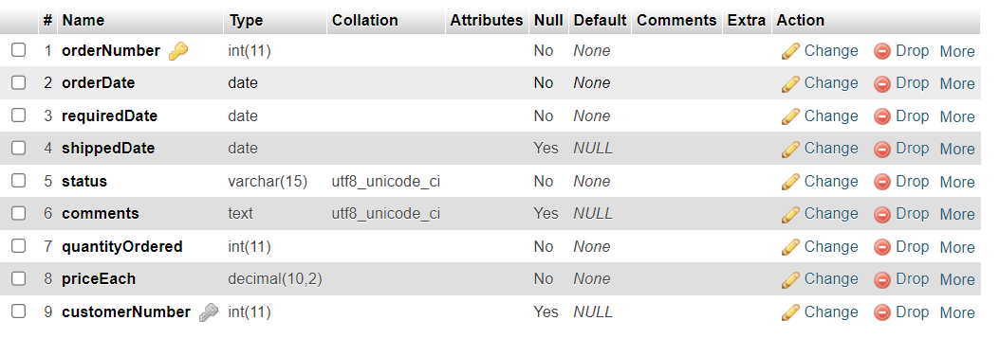 # Name Type Collation Attributes Null Default Comments Extra Action
1 orderNumber int(11) No None Change Drop More
2 orderDate date No None Change Drop More
3 requiredDate date No None Change Drop More
4 shippedDate date Yes NULL Change Drop More
5 status varchar(15) utf8_unicode_ci No None Change Drop More
6 comments text utf8_unicode_ci Yes NULL Change Drop More
7 quantityOrdered int(11) No None Change Drop More
8 priceEach decimal(10,2) No None Change Drop More
9 customerNumber int(11) Yes NULL Change Drop More